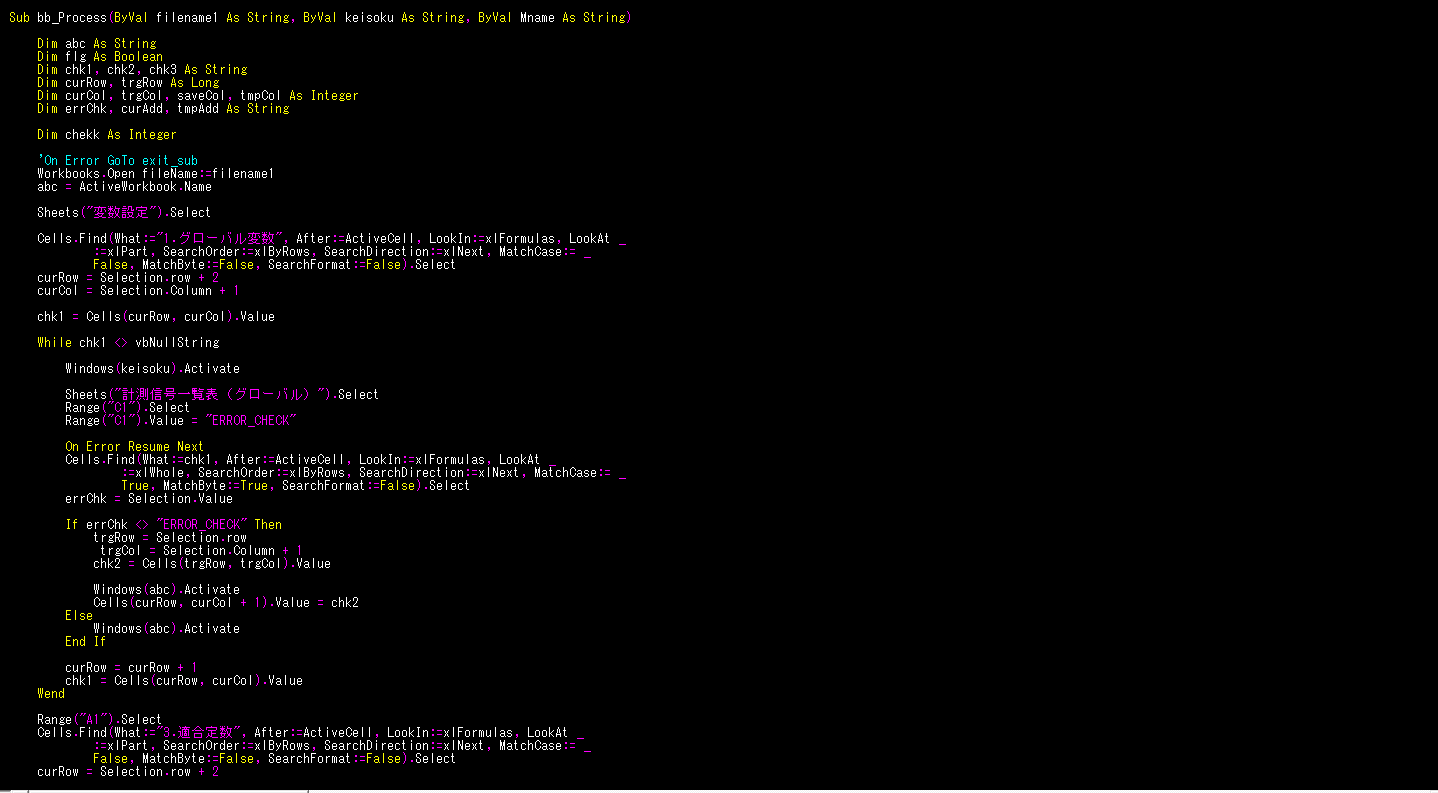 Sub bb_Process(ByVal filename1 As String, ByVal keisoku As String, ByVal Mname As String)
Dim abc As String
Dim flg As Boolean
Dim chk1, chk2, chk3 As String
Dim curRow, trgRow As Long
Dim curCol, trgCol, saveCol, tmpCol As Integer
Dim errChk, curAdd, tmpAdd As String
Dim chekk As Integer
'On Error GoTo exit_sub
Workbooks.Open fileName:=filename1
abc = ActiveWorkbook.Name
Sheets("変数設定").Select
Cells.Find(What:="1.グローバル変数", After:=ActiveCell, LookIn:=xlFormulas, LookAt _
:=xlPart, SearchOrder:=xlByRows, SearchDirection:=xlNext, MatchCase:= _
False, MatchByte:=False, SearchFormat:=False).Select
curRow = Selection.row + 2
curCol = Selection.Column + 1
chk1 = Cells(curRow, curCol).Value
While chk1 <> vbNullString
Windows(keisoku).Activate
Sheets("計測信号一覧表（グローバル）").Select
Range("C1").Select
Range("C1").Value = "ERROR_CHECK"
On Error Resume Next
Cells.Find(What:=chk1, After:=ActiveCell, LookIn:=xlFormulas, LookAt _
:=xlWhole, SearchOrder:=xlByRows, SearchDirection:=xlNext, MatchCase:= _
True, MatchByte:=True, SearchFormat:=False).Select
errChk = Selection.Value
If errChk <> "ERROR_CHECK" Then
trgRow = Selection.row
trgCol = Selection.Column + 1
chk2 = Cells(trgRow, trgCol).Value
Windows(abc).Activate
Cells(curRow, curCol + 1).Value = chk2
Else
Windows(abc).Activate
End If
curRow = curRow + 1
chk1 = Cells(curRow, curCol).Value
Wend
Range("A1").Select
Cells.Find(What:="3.適合定数", After:=ActiveCell, LookIn:=xlFormulas, LookAt _
:=xlPart, SearchOrder:=xlByRows, SearchDirection:=xlNext, MatchCase:= _
False, MatchByte:=False, SearchFormat:=False).Select
curRow = Selection.row + 2